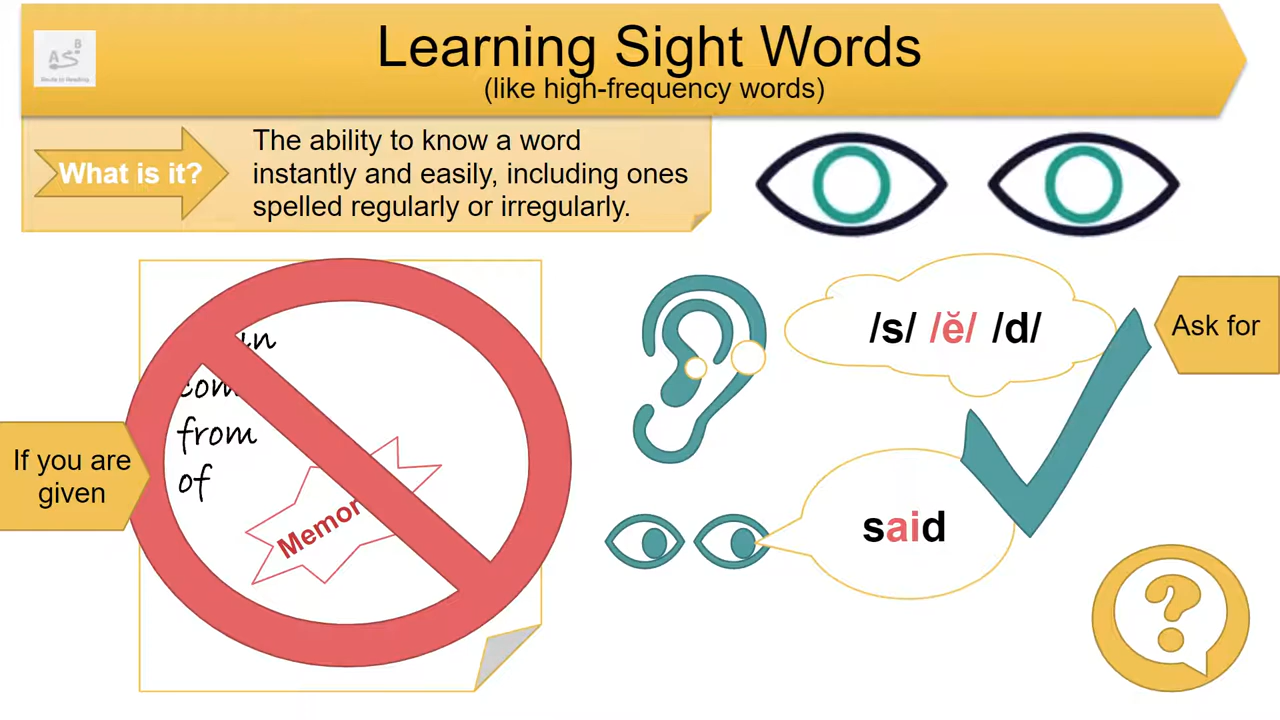 Learning Sight Words
(like high-frequency words)
What is it?
The ability to know a word
instantly and easily, including ones
spelled regularly or irregularly.
/s/ /ĕ/ /d/
Ask for
from
If you are
given
of
said